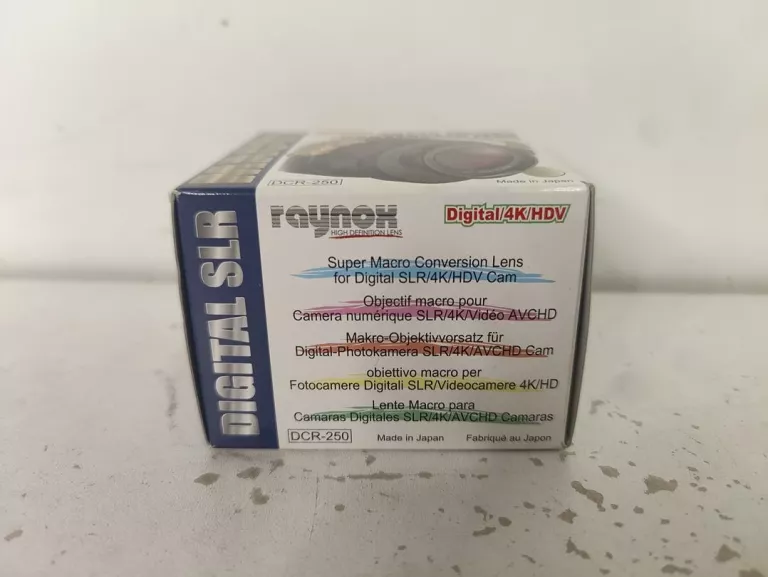 DCR-250
Made in Japan
DIGITAL SLR
raynox
HIGH DEFINITION LENS
Digital/4K/HDV
Super Macro Conversion Lens
for Digital SLR/4K/HDV Cam
Objectif macro pour
Camera numérique SLR/4K/Vidéo AVCHD
Makro-Objektivvorsatz für
Digital-Photokamera SLR/4K/AVCHD Cam
obiettivo macro per
Fotocamere Digitali SLR/Videocamere 4K/HD
Lente Macro para
Camaras Digitales SLR/4K/AVCHD Camaras
DCR-250
Made in Japan
Fabriqué au Japon